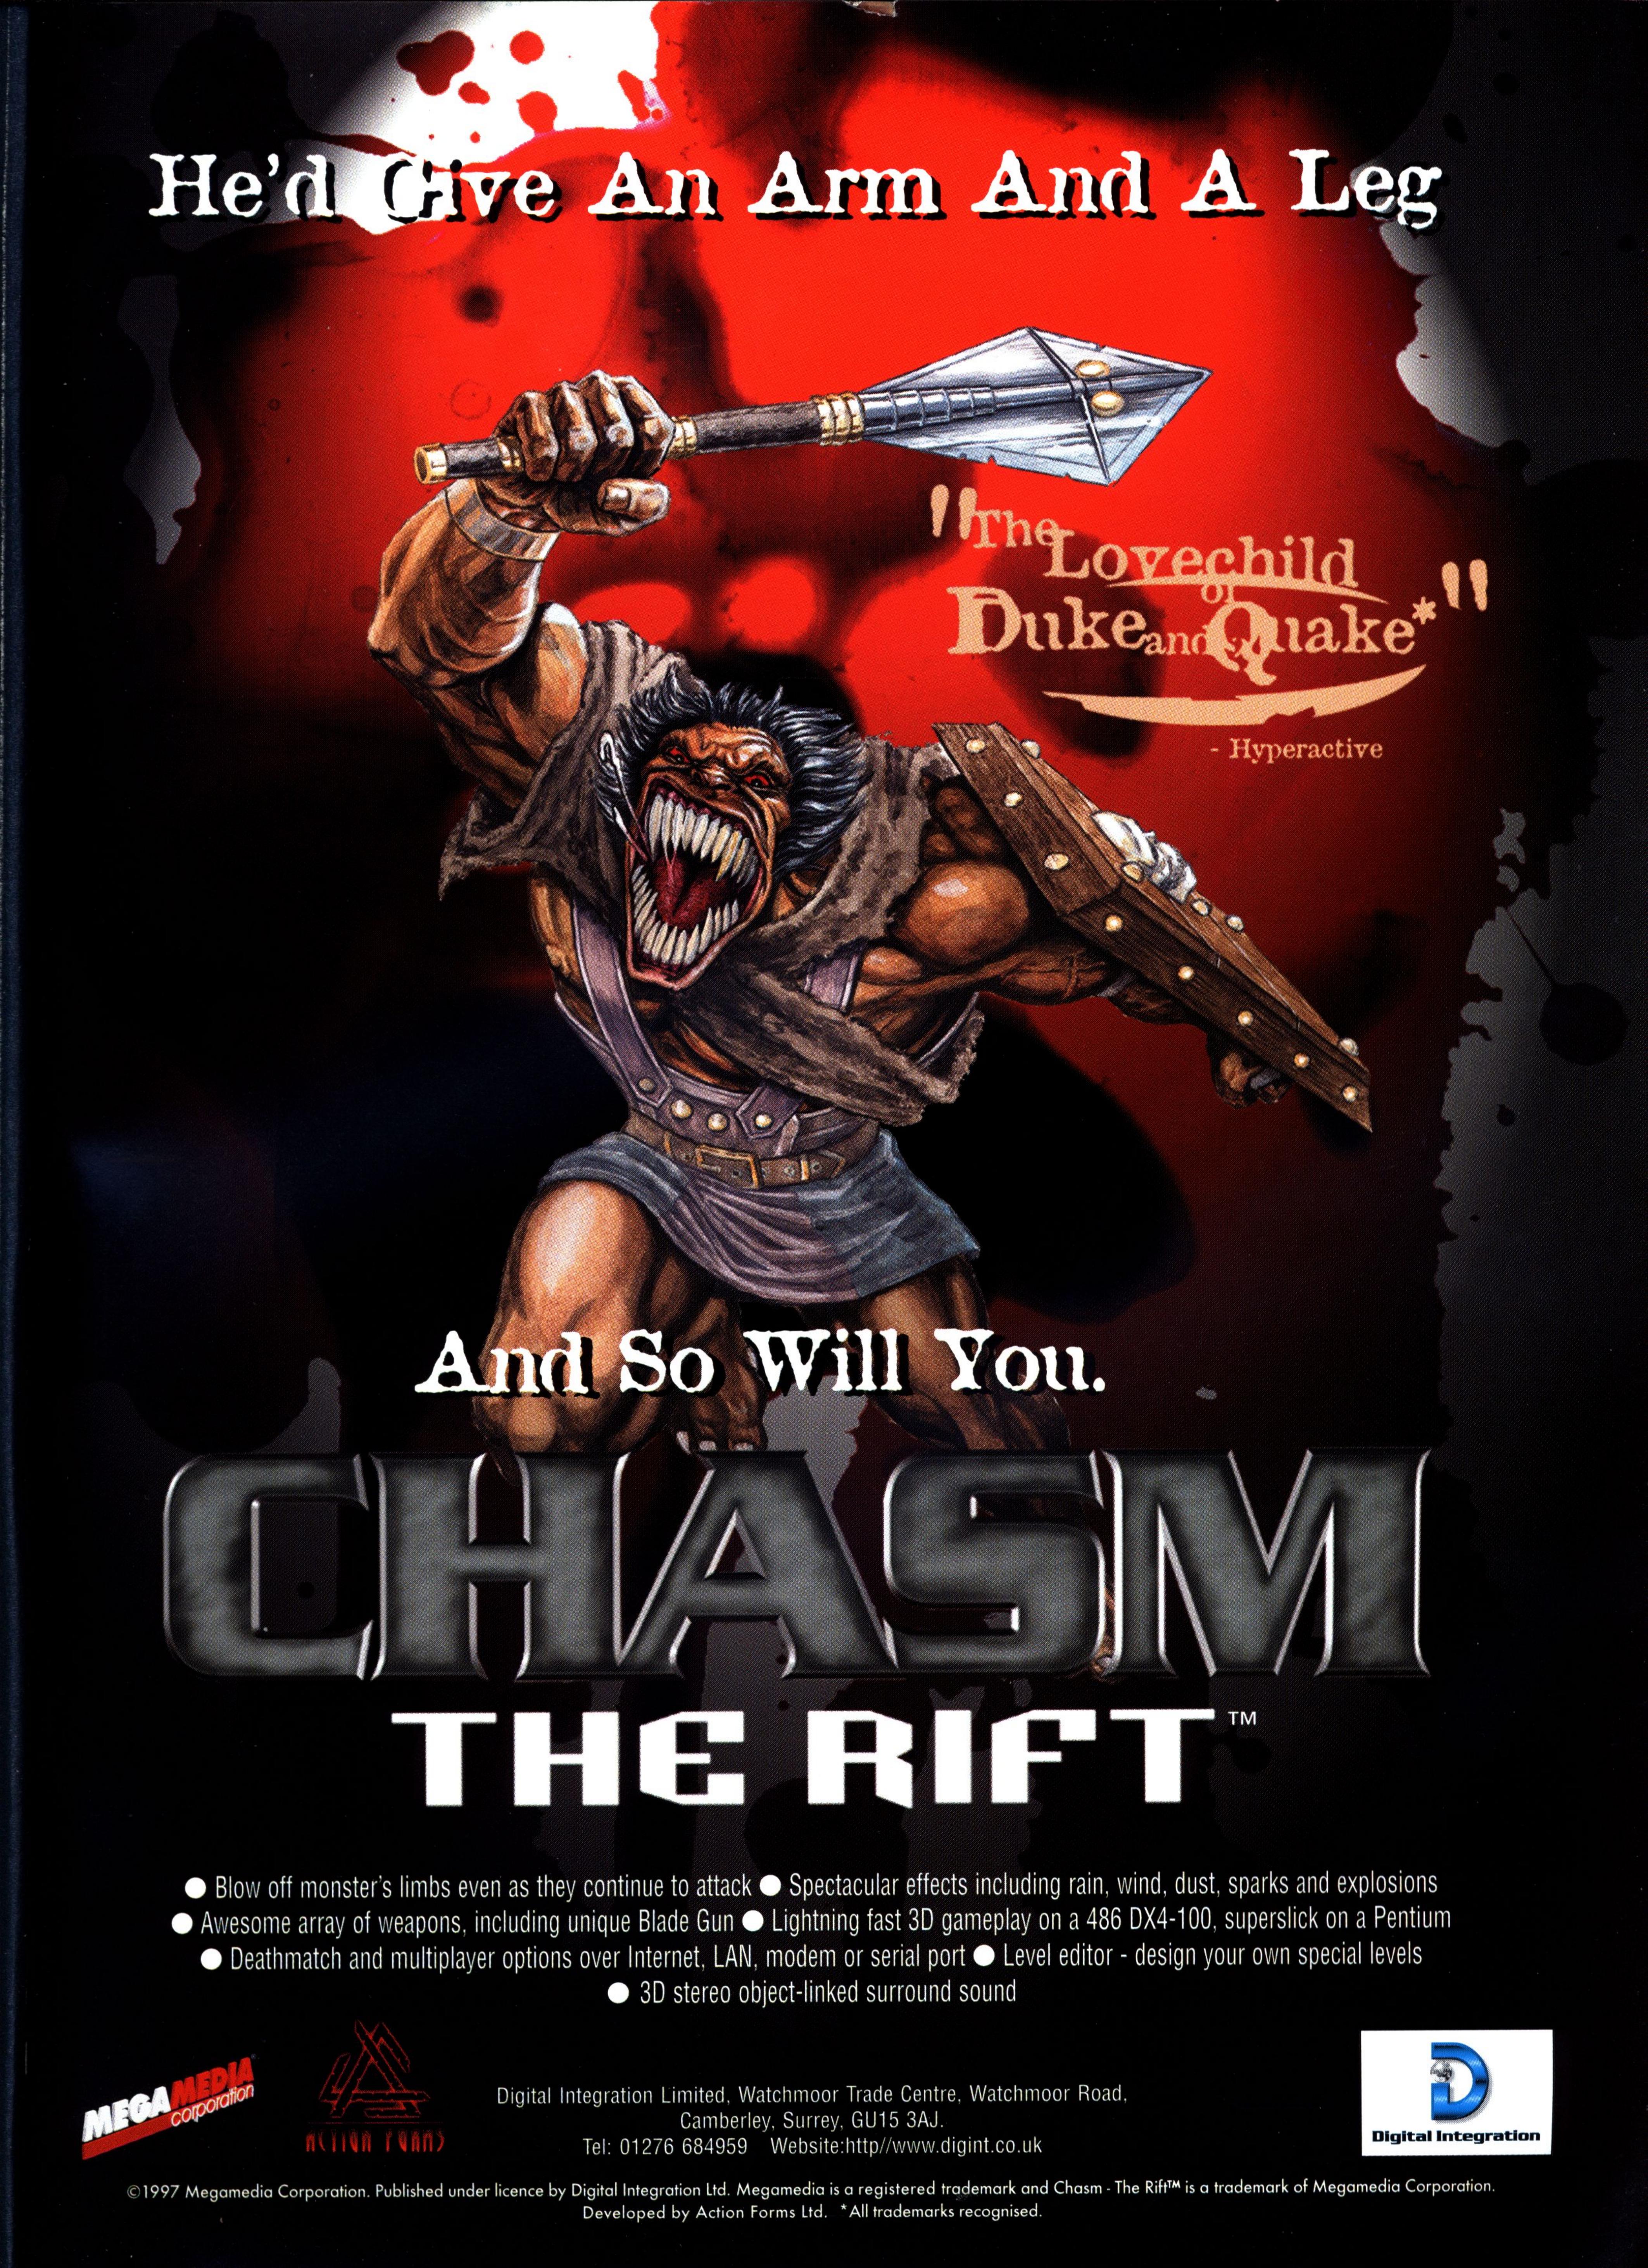 He'd Give An Arm And A Leg
"The
Lovechild
of
Duke and Quake*"
- Hyperactive
And So Will You.
CHASM
THE RIFT™
● Blow off monster's limbs even as they continue to attack ● Spectacular effects including rain, wind, dust, sparks and explosions
● Awesome array of weapons, including unique Blade Gun ● Lightning fast 3D gameplay on a 486 DX4-100, superslick on a Pentium
● Deathmatch and multiplayer options over Internet, LAN, modem or serial port ● Level editor - design your own special levels
● 3D stereo object-linked surround sound
MEGAMEDIA
corporation
ACTION FORMS
Digital Integration Limited, Watchmoor Trade Centre, Watchmoor Road,
Camberley, Surrey, GU15 3AJ.
Tel: 01276 684959 Website:http//www.digint.co.uk
D
Digital Integration
©1997 Megamedia Corporation. Published under licence by Digital Integration Ltd. Megamedia is a registered trademark and Chasm - The Rift™ is a trademark of Megamedia Corporation.
Developed by Action Forms Ltd. *All trademarks recognised.